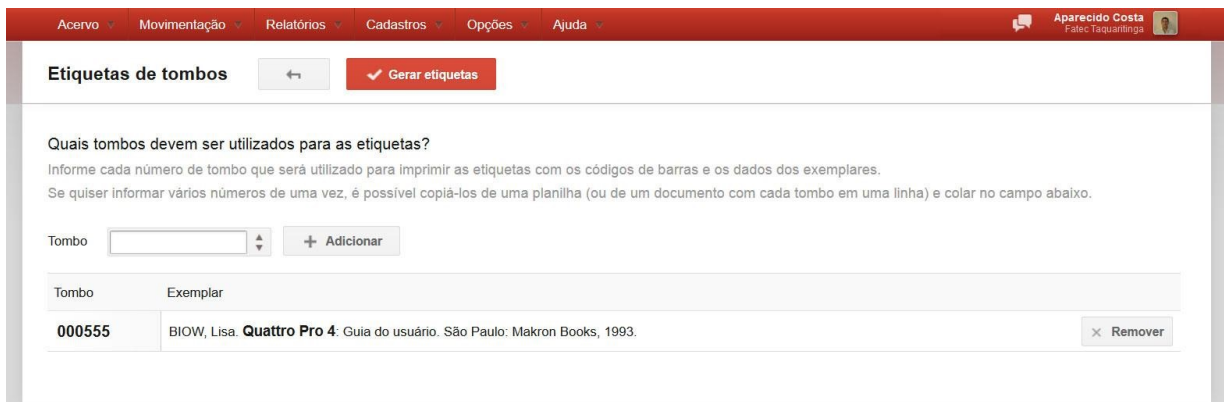 Acervo Movimentação Relatórios Cadastros Opções Ajuda Aparecido Costa
Fatec Taquaritinga
Etiquetas de tombos Gerar etiquetas
Quais tombos devem ser utilizados para as etiquetas?
Informe cada número de tombo que será utilizado para imprimir as etiquetas com os códigos de barras e os dados dos exemplares.
Se quiser informar vários números de uma vez, é possível copiá-los de uma planilha (ou de um documento com cada tombo em uma linha) e colar no campo abaixo.
Tombo + Adicionar
Tombo Exemplar
000555 BIOW, Lisa. Quattro Pro 4: Guia do usuário. São Paulo: Makron Books, 1993. × Remover